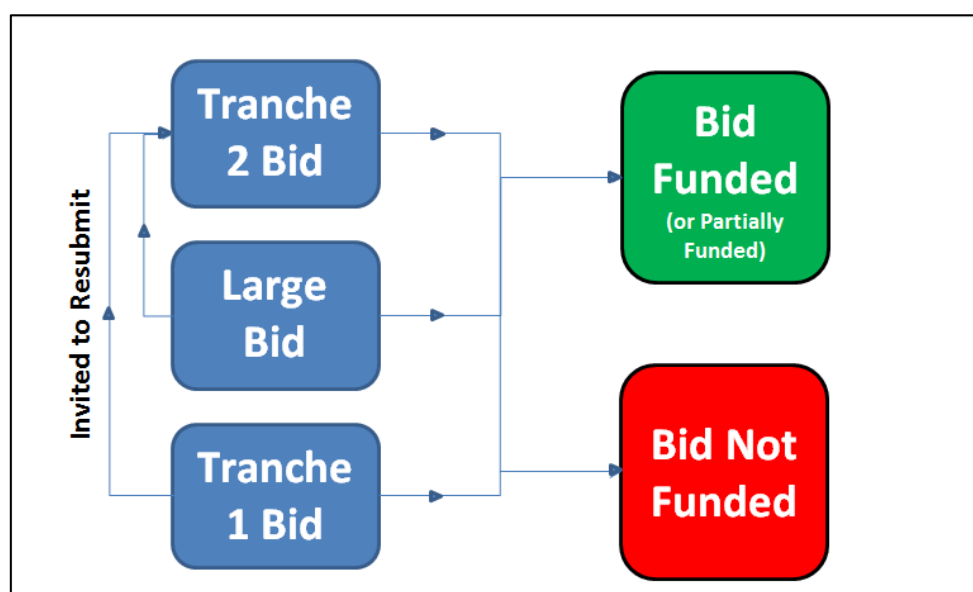 Invited to Resubmit
Tranche
2 Bid
Large
Bid
Tranche
1 Bid
Bid
Funded
(or Partially
Funded)
Bid Not
Funded